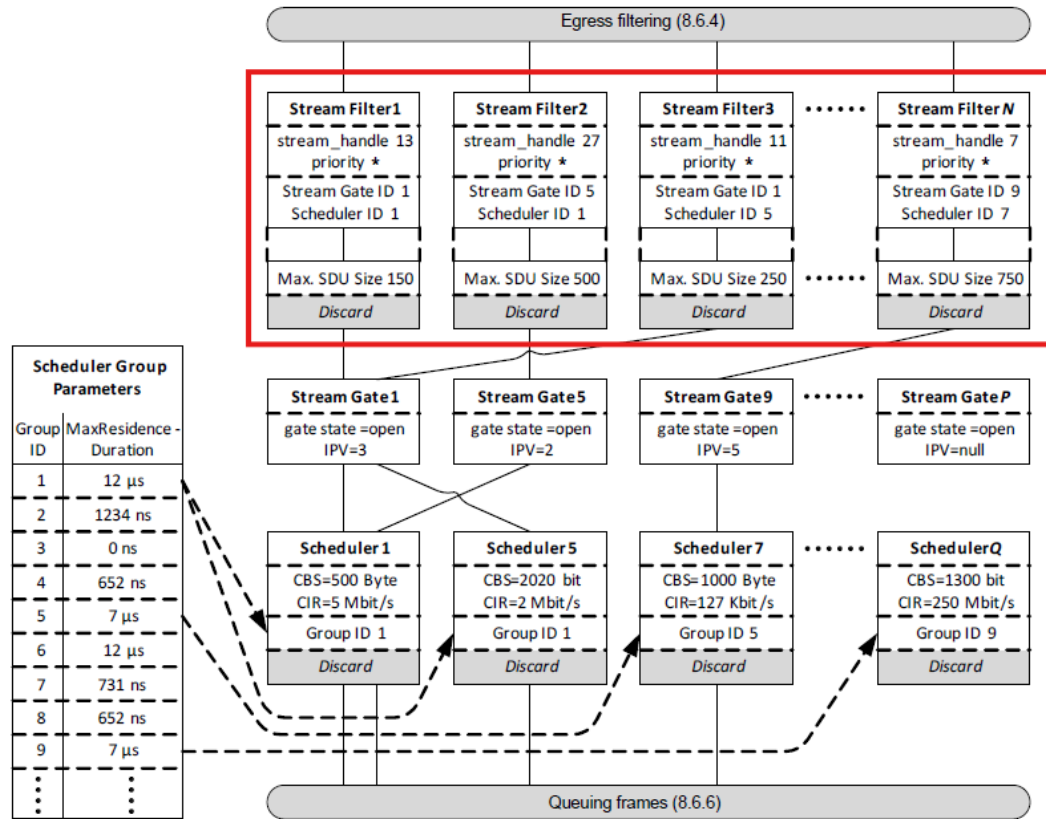 Egress filtering (8.6.4)
Stream Filter1
stream_handle 13
priority *
Stream Gate ID 1
Scheduler ID 1
Max. SDU Size 150
Discard
Stream Filter2
stream_handle 27
priority *
Stream Gate ID 5
Scheduler ID 1
Max. SDU Size 500
Discard
Stream Filter3
stream_handle 11
priority *
Stream Gate ID 1
Scheduler ID 5
Max. SDU Size 250
Discard
Stream Filter N
stream_handle 7
priority *
Stream Gate ID 9
Scheduler ID 7
Max. SDU Size 750
Discard
Scheduler Group
Parameters
Group MaxResidence -
ID Duration
1 12 µs
2 1234 ns
3 0 ns
4 652 ns
5 7 µs
6 12 µs
7 731 ns
8 652 ns
9 7 µs
Stream Gate1
gate state =open
IPV=3
Stream Gate5
gate state =open
IPV=2
Stream Gate9
gate state =open
IPV=5
Stream Gate P
gate state =open
IPV=null
Scheduler1
CBS=500 Byte
CIR=5 Mbit/s
Group ID 1
Discard
Scheduler5
CBS=2020 bit
CIR=2 Mbit/s
Group ID 1
Discard
Scheduler7
CBS=1000 Byte
CIR=127 Kbit/s
Group ID 5
Discard
SchedulerQ
CBS=1300 bit
CIR=250 Mbit/s
Group ID 9
Discard
Queuing frames (8.6.6)